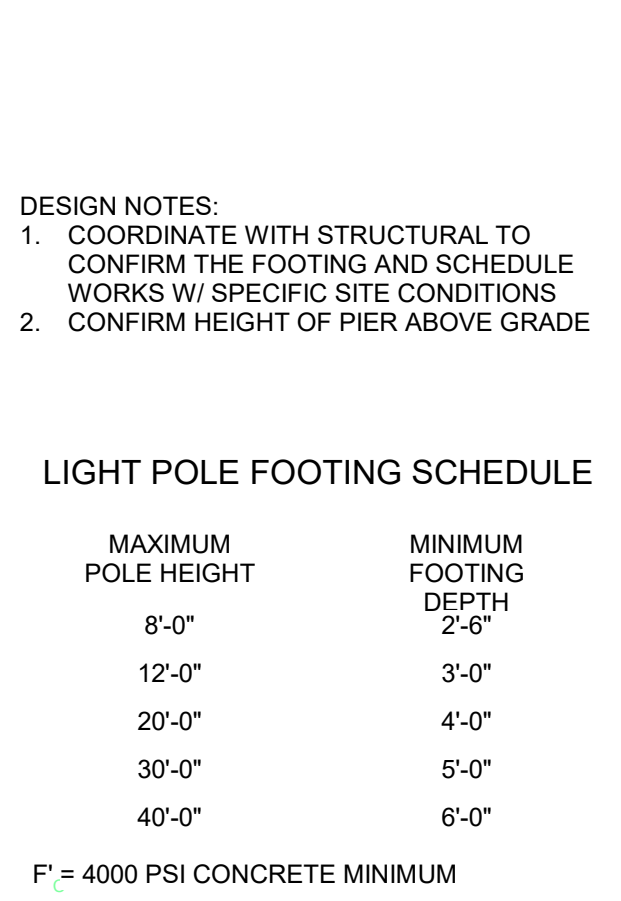 DESIGN NOTES:
1. COORDINATE WITH STRUCTURAL TO
CONFIRM THE FOOTING AND SCHEDULE
WORKS W/ SPECIFIC SITE CONDITIONS
2. CONFIRM HEIGHT OF PIER ABOVE GRADE
LIGHT POLE FOOTING SCHEDULE
MAXIMUM MINIMUM
POLE HEIGHT FOOTING
DEPTH
8'-0" 2'-6"
12'-0" 3'-0"
20'-0" 4'-0"
30'-0" 5'-0"
40'-0" 6'-0"
F'c= 4000 PSI CONCRETE MINIMUM